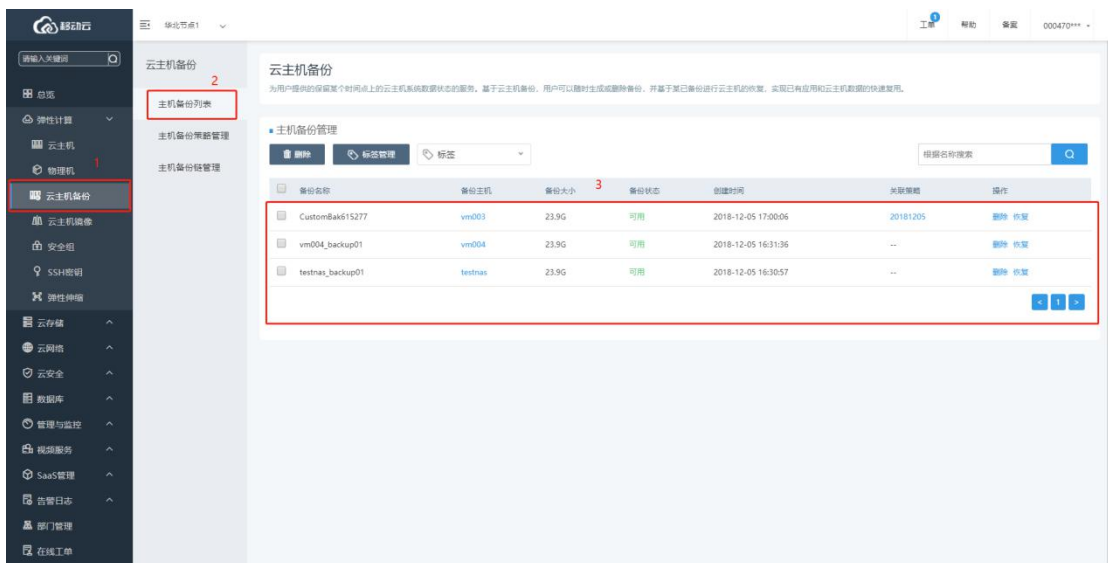 移动云
华北节点1
1
工单
帮助
备案
000470***
请输入关键词
总览
弹性计算
云主机
物理机
1
云主机备份
云主机镜像
安全组
SSH密钥
弹性伸缩
云存储
云网络
云安全
数据库
管理与监控
视频服务
SaaS管理
告警日志
部门管理
在线工单
云主机备份
2
主机备份列表
主机备份策略管理
主机备份链管理
云主机备份
为用户提供的保留某个时间点上的云主机系统数据状态的服务。基于云主机备份，用户可以随时生成或删除备份，并基于某已备份进行云主机的恢复，实现已有应用和云主机数据的快速复用。
主机备份管理
删除 标签管理 标签 根据名称搜索
3
备份名称 备份主机 备份大小 备份状态 创建时间 关联策略 操作
CustomBak615277 vm003 23.9G 可用 2018-12-05 17:00:06 20181205 删除 恢复
vm004_backup01 vm004 23.9G 可用 2018-12-05 16:31:36 -- 删除 恢复
testnas_backup01 testnas 23.9G 可用 2018-12-05 16:30:57 -- 删除 恢复
< 1 >